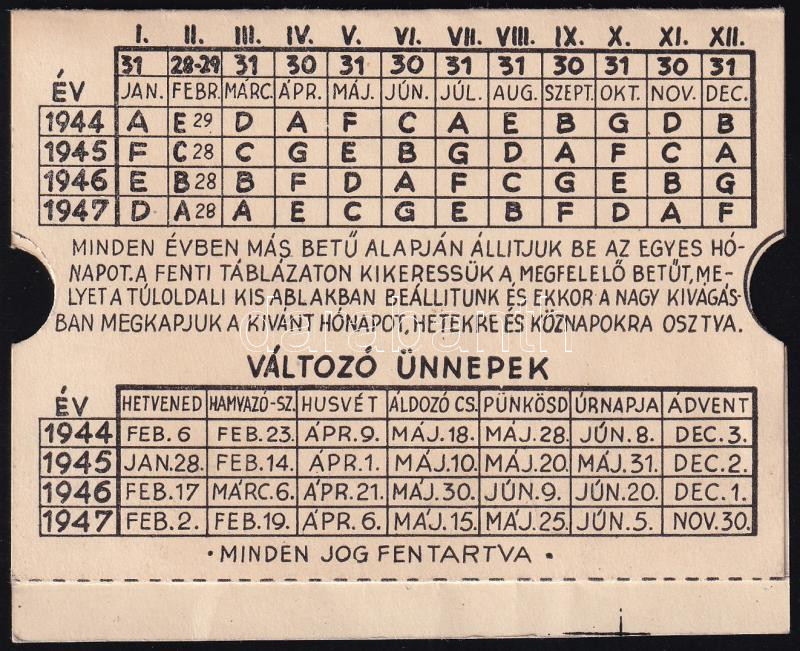 I. II. III. IV. V. VI. VII. VIII. IX. X. XI. XII.
31 28-29 31 30 31 30 31 31 30 31 30 31
ÉV JAN. FEBR. MÁRC. ÁPR. MÁJ. JÚN. JÚL. AUG. SZEPT. OKT. NOV. DEC.
1944 A E 29 D A F C A E B G D B
1945 F C 28 C G E B G D A F C A
1946 E B 28 B F D A F C G E B G
1947 D A 28 A E C G E B F D A F
MINDEN ÉVBEN MÁS BETŰ ALAPJÁN ÁLLITJUK BE AZ EGYES HÓ-
NAPOT. A FENTI TÁBLÁZATON KIKERESSÜK A MEGFELELŐ BETŰT, ME-
LYET A TÚLOLDALI KIS ABLAKBAN BEÁLLITUNK ÉS EKKOR A NAGY KIVÁGÁS-
BAN MEGKAPJUK A KIVÁNT HÓNAPOT, HETEKRE ÉS KÖZNAPOKRA OSZTVA.
darabanth
VÁLTOZÓ ÜNNEPEK
ÉV HETVENED HAMVAZÓ-SZ. HUSVÉT ÁLDOZÓ CS. PÜNKÖSD ÚRNAPJA ÁDVENT
1944 FEB. 6 FEB. 23. ÁPR. 9. MÁJ. 18. MÁJ. 28. JÚN. 8. DEC. 3.
1945 JAN. 28. FEB. 14. ÁPR. 1. MÁJ. 10. MÁJ. 20. MÁJ. 31. DEC. 2.
1946 FEB. 17 MÁRC. 6. ÁPR. 21. MÁJ. 30. JÚN. 9. JÚN. 20. DEC. 1.
1947 FEB. 2. FEB. 19. ÁPR. 6. MÁJ. 15. MÁJ. 25. JÚN. 5. NOV. 30.
• MINDEN JOG FENTARTVA •